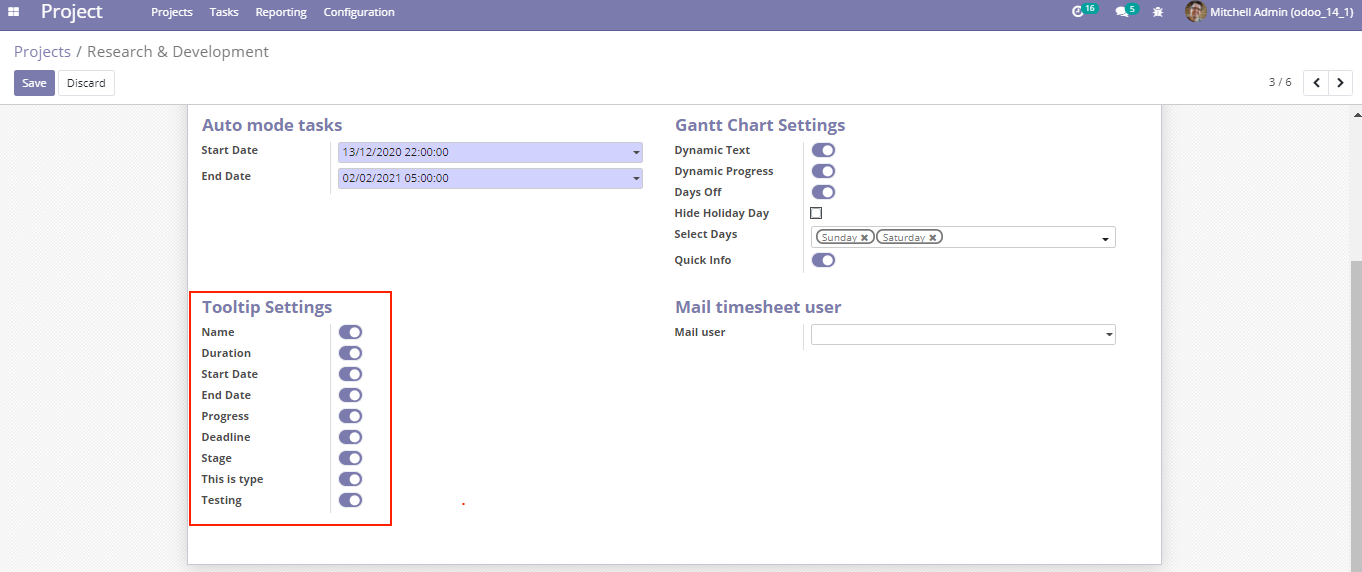 Project Projects Tasks Reporting Configuration 16 5 Mitchell Admin (odoo_14_1)
Projects / Research & Development
Save Discard 3 / 6
Auto mode tasks
Start Date 13/12/2020 22:00:00
End Date 02/02/2021 05:00:00
Gantt Chart Settings
Dynamic Text
Dynamic Progress
Days Off
Hide Holiday Day
Select Days Sunday Saturday
Quick Info
Tooltip Settings
Name
Duration
Start Date
End Date
Progress
Deadline
Stage
This is type
Testing
Mail timesheet user
Mail user